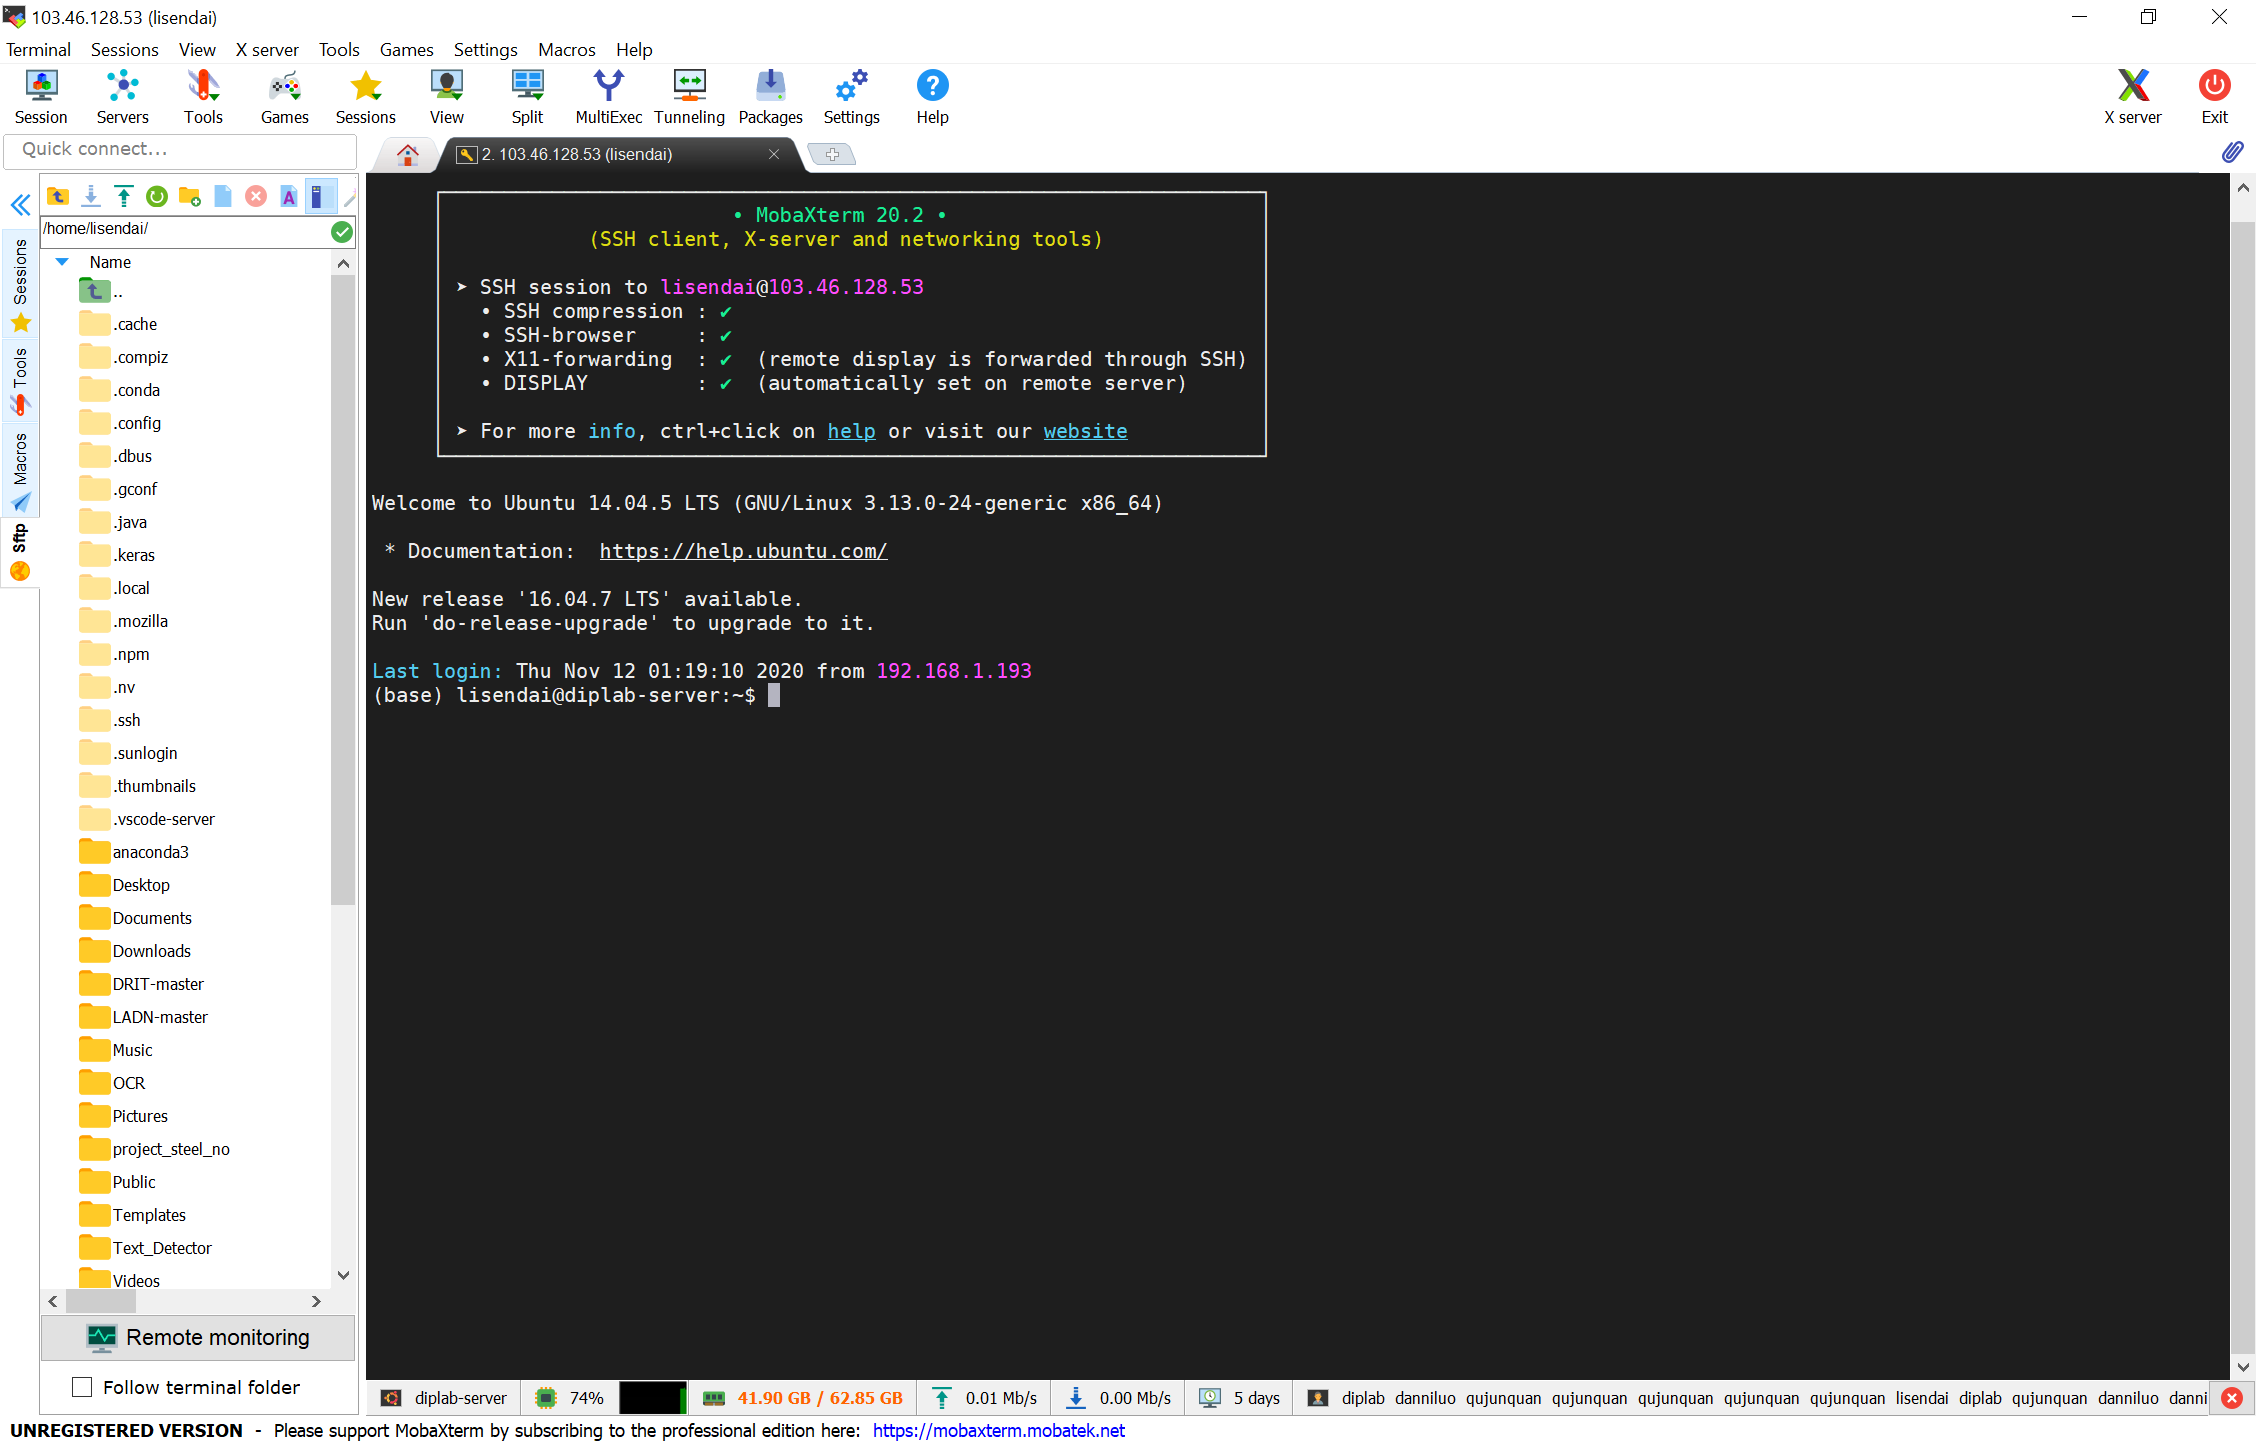 103.46.128.53 (lisendai)
Terminal Sessions View X server Tools Games Settings Macros Help
Session Servers Tools Games Sessions View Split MultiExec Tunneling Packages Settings Help X server Exit
Quick connect...
2. 103.46.128.53 (lisendai)
/home/lisendai/
Name
..
.cache
.compiz
.conda
.config
.dbus
.gconf
.java
.keras
.local
.mozilla
.npm
.nv
.ssh
.sunlogin
.thumbnails
.vscode-server
anaconda3
Desktop
Documents
Downloads
DRIT-master
LADN-master
Music
OCR
Pictures
project_steel_no
Public
Templates
Text_Detector
Videos
Sessions
Tools
Macros
Sftp
Remote monitoring
Follow terminal folder
• MobaXterm 20.2 •
(SSH client, X-server and networking tools)
➤ SSH session to lisendai@103.46.128.53
• SSH compression : ✔
• SSH-browser : ✔
• X11-forwarding : ✔ (remote display is forwarded through SSH)
• DISPLAY : ✔ (automatically set on remote server)
➤ For more info, ctrl+click on help or visit our website
Welcome to Ubuntu 14.04.5 LTS (GNU/Linux 3.13.0-24-generic x86_64)
* Documentation: https://help.ubuntu.com/
New release '16.04.7 LTS' available.
Run 'do-release-upgrade' to upgrade to it.
Last login: Thu Nov 12 01:19:10 2020 from 192.168.1.193
(base) lisendai@diplab-server:~$
diplab-server 74% 41.90 GB / 62.85 GB 0.01 Mb/s 0.00 Mb/s 5 days diplab danniluo qujunquan qujunquan qujunquan qujunquan qujunquan lisendai diplab qujunquan danniluo danni
UNREGISTERED VERSION - Please support MobaXterm by subscribing to the professional edition here: https://mobaxterm.mobatek.net